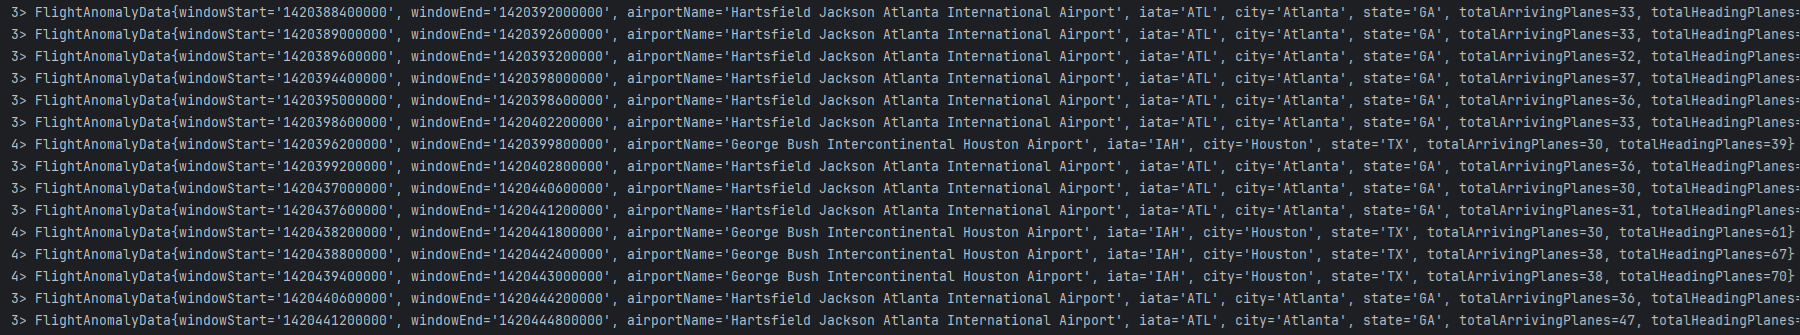 3> FlightAnomalyData{windowStart='1420388400000', windowEnd='1420392000000', airportName='Hartsfield Jackson Atlanta International Airport', iata='ATL', city='Atlanta', state='GA', totalArrivingPlanes=33, totalHeadingPlanes=
3> FlightAnomalyData{windowStart='1420389000000', windowEnd='1420392600000', airportName='Hartsfield Jackson Atlanta International Airport', iata='ATL', city='Atlanta', state='GA', totalArrivingPlanes=33, totalHeadingPlanes=
3> FlightAnomalyData{windowStart='1420389600000', windowEnd='1420393200000', airportName='Hartsfield Jackson Atlanta International Airport', iata='ATL', city='Atlanta', state='GA', totalArrivingPlanes=32, totalHeadingPlanes=
3> FlightAnomalyData{windowStart='1420394400000', windowEnd='1420398000000', airportName='Hartsfield Jackson Atlanta International Airport', iata='ATL', city='Atlanta', state='GA', totalArrivingPlanes=37, totalHeadingPlanes=
3> FlightAnomalyData{windowStart='1420395000000', windowEnd='1420398600000', airportName='Hartsfield Jackson Atlanta International Airport', iata='ATL', city='Atlanta', state='GA', totalArrivingPlanes=36, totalHeadingPlanes=
3> FlightAnomalyData{windowStart='1420398600000', windowEnd='1420402200000', airportName='Hartsfield Jackson Atlanta International Airport', iata='ATL', city='Atlanta', state='GA', totalArrivingPlanes=33, totalHeadingPlanes=
4> FlightAnomalyData{windowStart='1420396200000', windowEnd='1420399800000', airportName='George Bush Intercontinental Houston Airport', iata='IAH', city='Houston', state='TX', totalArrivingPlanes=30, totalHeadingPlanes=39}
3> FlightAnomalyData{windowStart='1420399200000', windowEnd='1420402800000', airportName='Hartsfield Jackson Atlanta International Airport', iata='ATL', city='Atlanta', state='GA', totalArrivingPlanes=36, totalHeadingPlanes=
3> FlightAnomalyData{windowStart='1420437000000', windowEnd='1420440600000', airportName='Hartsfield Jackson Atlanta International Airport', iata='ATL', city='Atlanta', state='GA', totalArrivingPlanes=30, totalHeadingPlanes=
3> FlightAnomalyData{windowStart='1420437600000', windowEnd='1420441200000', airportName='Hartsfield Jackson Atlanta International Airport', iata='ATL', city='Atlanta', state='GA', totalArrivingPlanes=31, totalHeadingPlanes=
4> FlightAnomalyData{windowStart='1420438200000', windowEnd='1420441800000', airportName='George Bush Intercontinental Houston Airport', iata='IAH', city='Houston', state='TX', totalArrivingPlanes=30, totalHeadingPlanes=61}
4> FlightAnomalyData{windowStart='1420438800000', windowEnd='1420442400000', airportName='George Bush Intercontinental Houston Airport', iata='IAH', city='Houston', state='TX', totalArrivingPlanes=38, totalHeadingPlanes=67}
4> FlightAnomalyData{windowStart='1420439400000', windowEnd='1420443000000', airportName='George Bush Intercontinental Houston Airport', iata='IAH', city='Houston', state='TX', totalArrivingPlanes=38, totalHeadingPlanes=70}
3> FlightAnomalyData{windowStart='1420440600000', windowEnd='1420444200000', airportName='Hartsfield Jackson Atlanta International Airport', iata='ATL', city='Atlanta', state='GA', totalArrivingPlanes=36, totalHeadingPlanes=
3> FlightAnomalyData{windowStart='1420441200000', windowEnd='1420444800000', airportName='Hartsfield Jackson Atlanta International Airport', iata='ATL', city='Atlanta', state='GA', totalArrivingPlanes=47, totalHeadingPlanes=